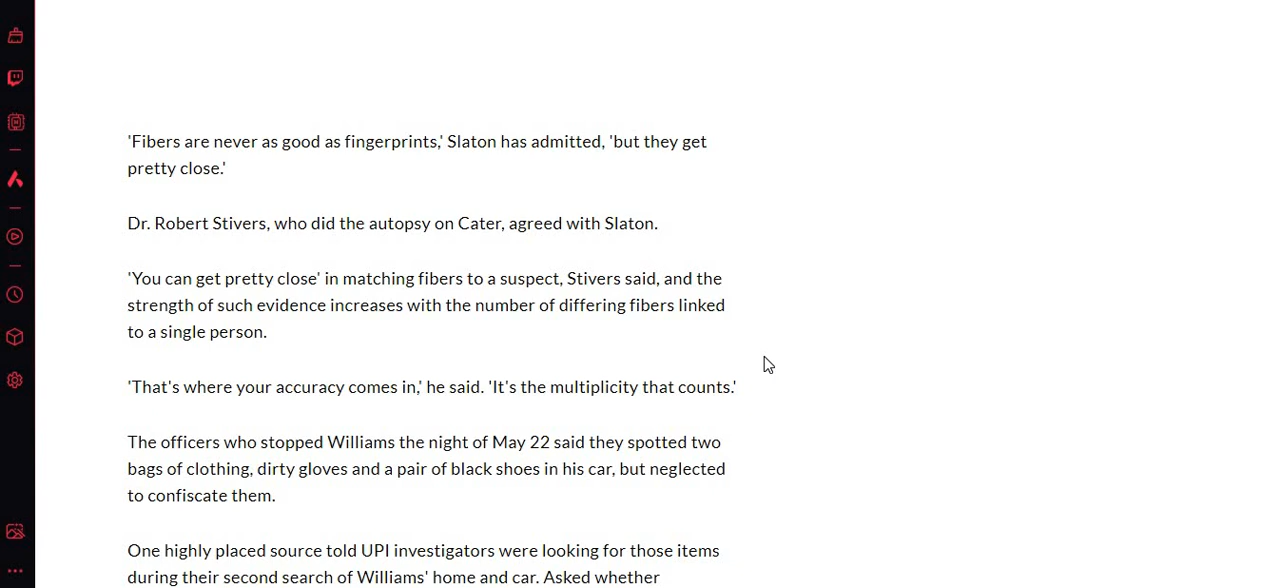 'Fibers are never as good as fingerprints,' Slaton has admitted, 'but they get
pretty close.'
Dr. Robert Stivers, who did the autopsy on Cater, agreed with Slaton.
'You can get pretty close' in matching fibers to a suspect, Stivers said, and the
strength of such evidence increases with the number of differing fibers linked
to a single person.
'That's where your accuracy comes in,' he said. 'It's the multiplicity that counts.'
The officers who stopped Williams the night of May 22 said they spotted two
bags of clothing, dirty gloves and a pair of black shoes in his car, but neglected
to confiscate them.
One highly placed source told UPI investigators were looking for those items
during their second search of Williams' home and car. Asked whether